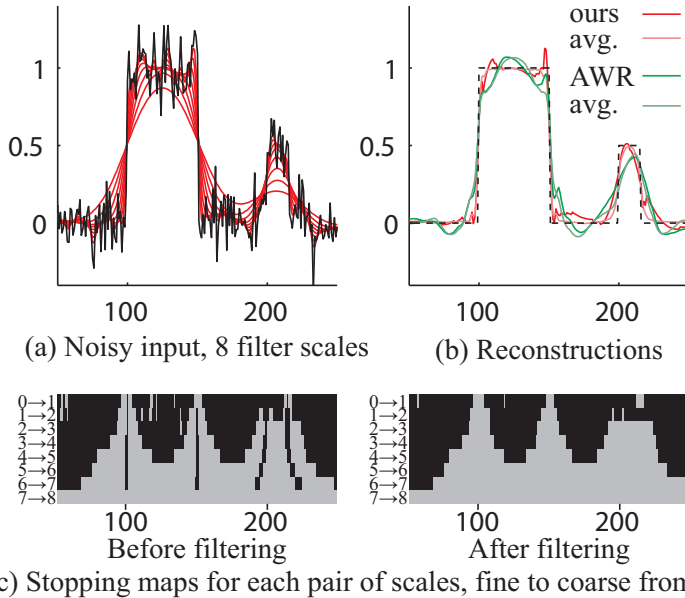 1
0.5
0
100 200
(a) Noisy input, 8 filter scales
ours
avg.
AWR
avg.
1
0.5
0
100 200
(b) Reconstructions
0→1
1→2
2→3
3→4
4→5
5→6
6→7
7→8
100 200
Before filtering
0→1
1→2
2→3
3→4
4→5
5→6
6→7
7→8
100 200
After filtering
c) Stopping maps for each pair of scales, fine to coarse from